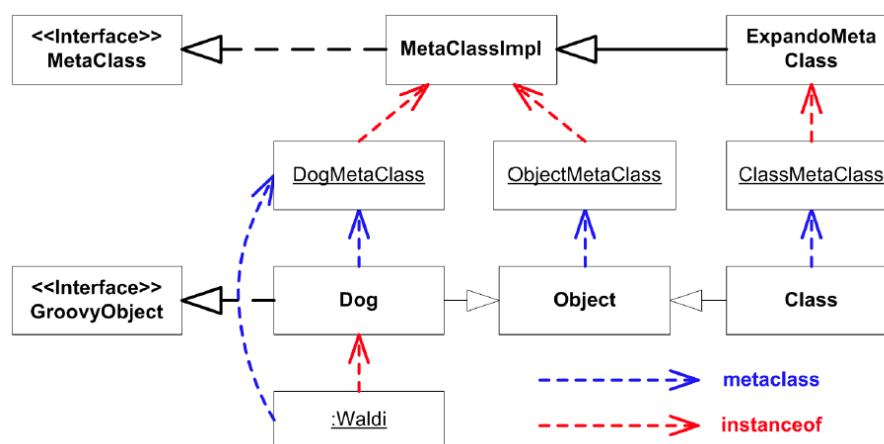 <<Interface>>
MetaClass
MetaClassImpl
ExpandoMeta
Class
DogMetaClass
ObjectMetaClass
ClassMetaClass
<<Interface>>
GroovyObject
Dog
Object
Class
:Waldi
metaclass
instanceof